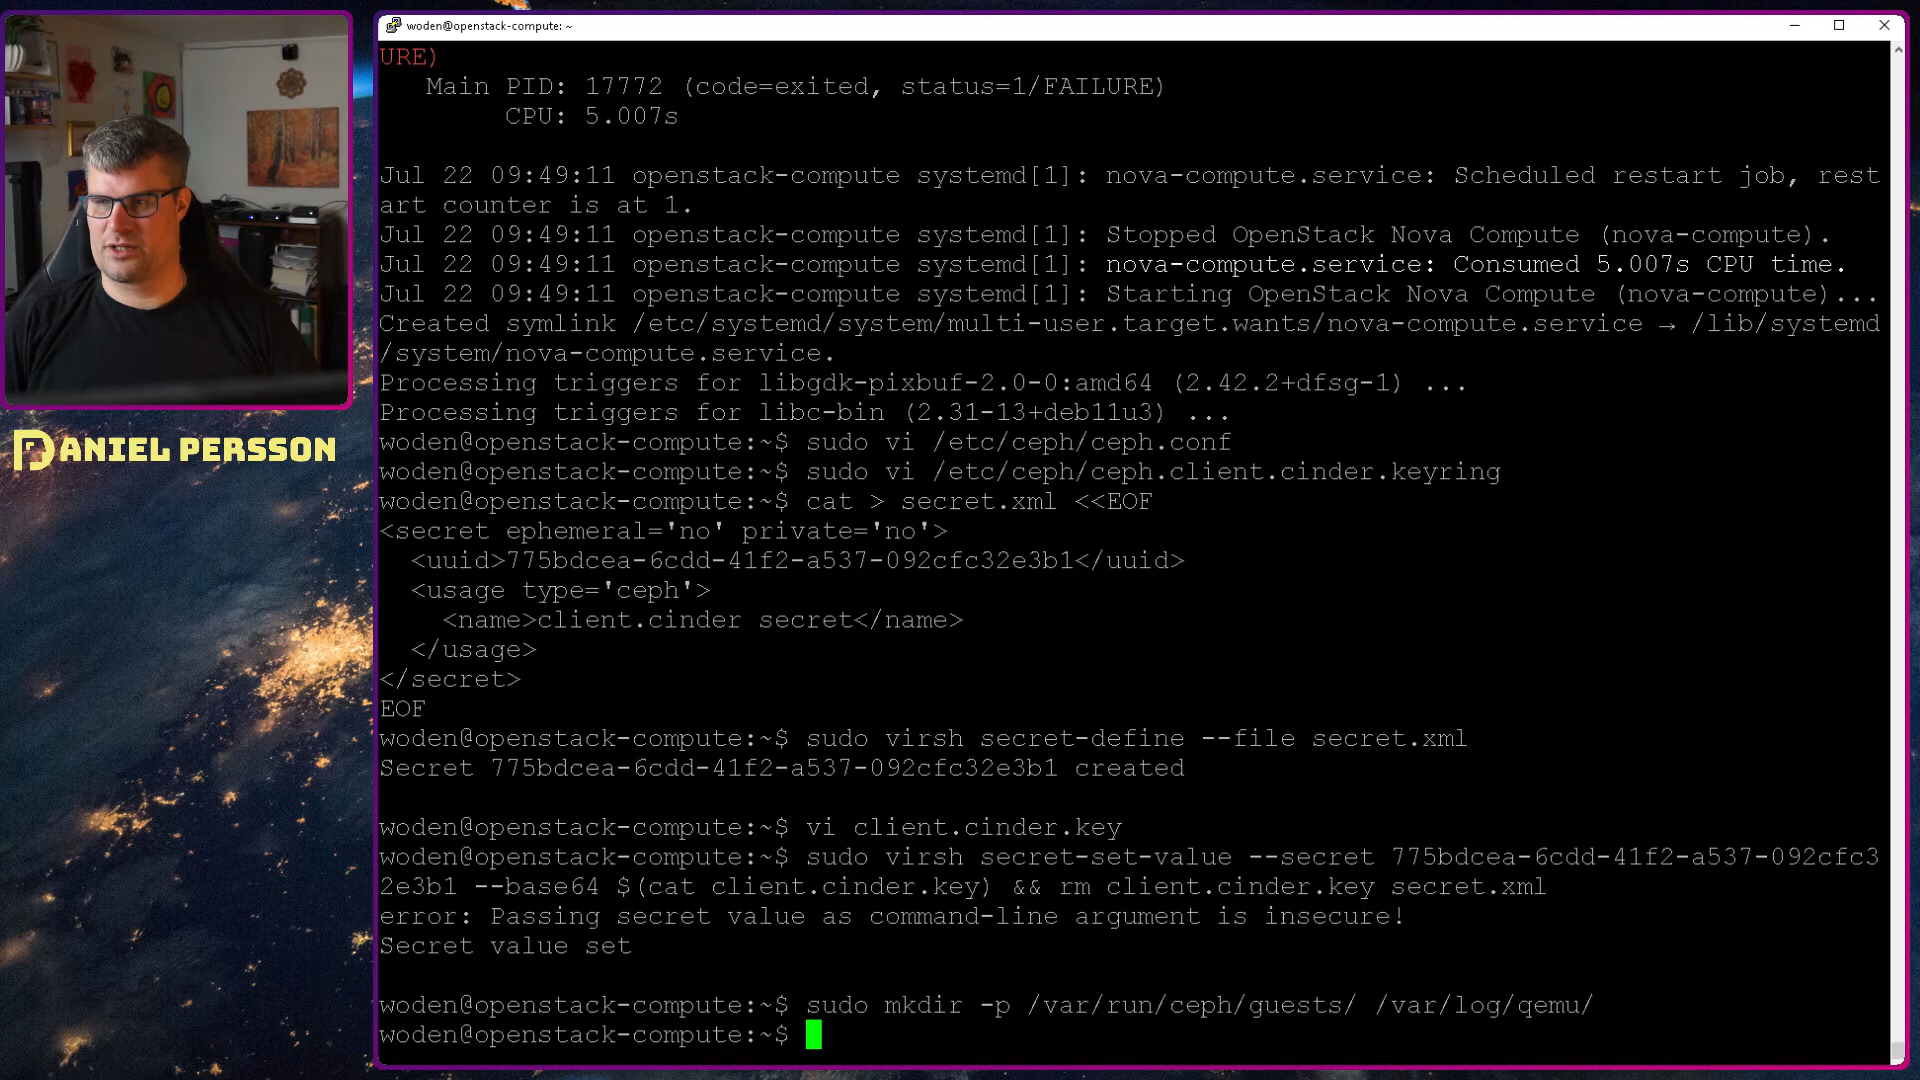 woden@openstack-compute: ~
URE)
Main PID: 17772 (code=exited, status=1/FAILURE)
CPU: 5.007s
Jul 22 09:49:11 openstack-compute systemd[1]: nova-compute.service: Scheduled restart job, rest
art counter is at 1.
Jul 22 09:49:11 openstack-compute systemd[1]: Stopped OpenStack Nova Compute (nova-compute).
Jul 22 09:49:11 openstack-compute systemd[1]: nova-compute.service: Consumed 5.007s CPU time.
Jul 22 09:49:11 openstack-compute systemd[1]: Starting OpenStack Nova Compute (nova-compute)...
Created symlink /etc/systemd/system/multi-user.target.wants/nova-compute.service → /lib/systemd
/system/nova-compute.service.
Processing triggers for libgdk-pixbuf-2.0-0:amd64 (2.42.2+dfsg-1) ...
Processing triggers for libc-bin (2.31-13+deb11u3) ...
woden@openstack-compute:~$ sudo vi /etc/ceph/ceph.conf
woden@openstack-compute:~$ sudo vi /etc/ceph/ceph.client.cinder.keyring
woden@openstack-compute:~$ cat > secret.xml <<EOF
<secret ephemeral='no' private='no'>
  <uuid>775bdcea-6cdd-41f2-a537-092cfc32e3b1</uuid>
  <usage type='ceph'>
    <name>client.cinder secret</name>
  </usage>
</secret>
EOF
woden@openstack-compute:~$ sudo virsh secret-define --file secret.xml
Secret 775bdcea-6cdd-41f2-a537-092cfc32e3b1 created
woden@openstack-compute:~$ vi client.cinder.key
woden@openstack-compute:~$ sudo virsh secret-set-value --secret 775bdcea-6cdd-41f2-a537-092cfc3
2e3b1 --base64 $(cat client.cinder.key) && rm client.cinder.key secret.xml
error: Passing secret value as command-line argument is insecure!
Secret value set
woden@openstack-compute:~$ sudo mkdir -p /var/run/ceph/guests/ /var/log/qemu/
woden@openstack-compute:~$
DANIEL PERSSON